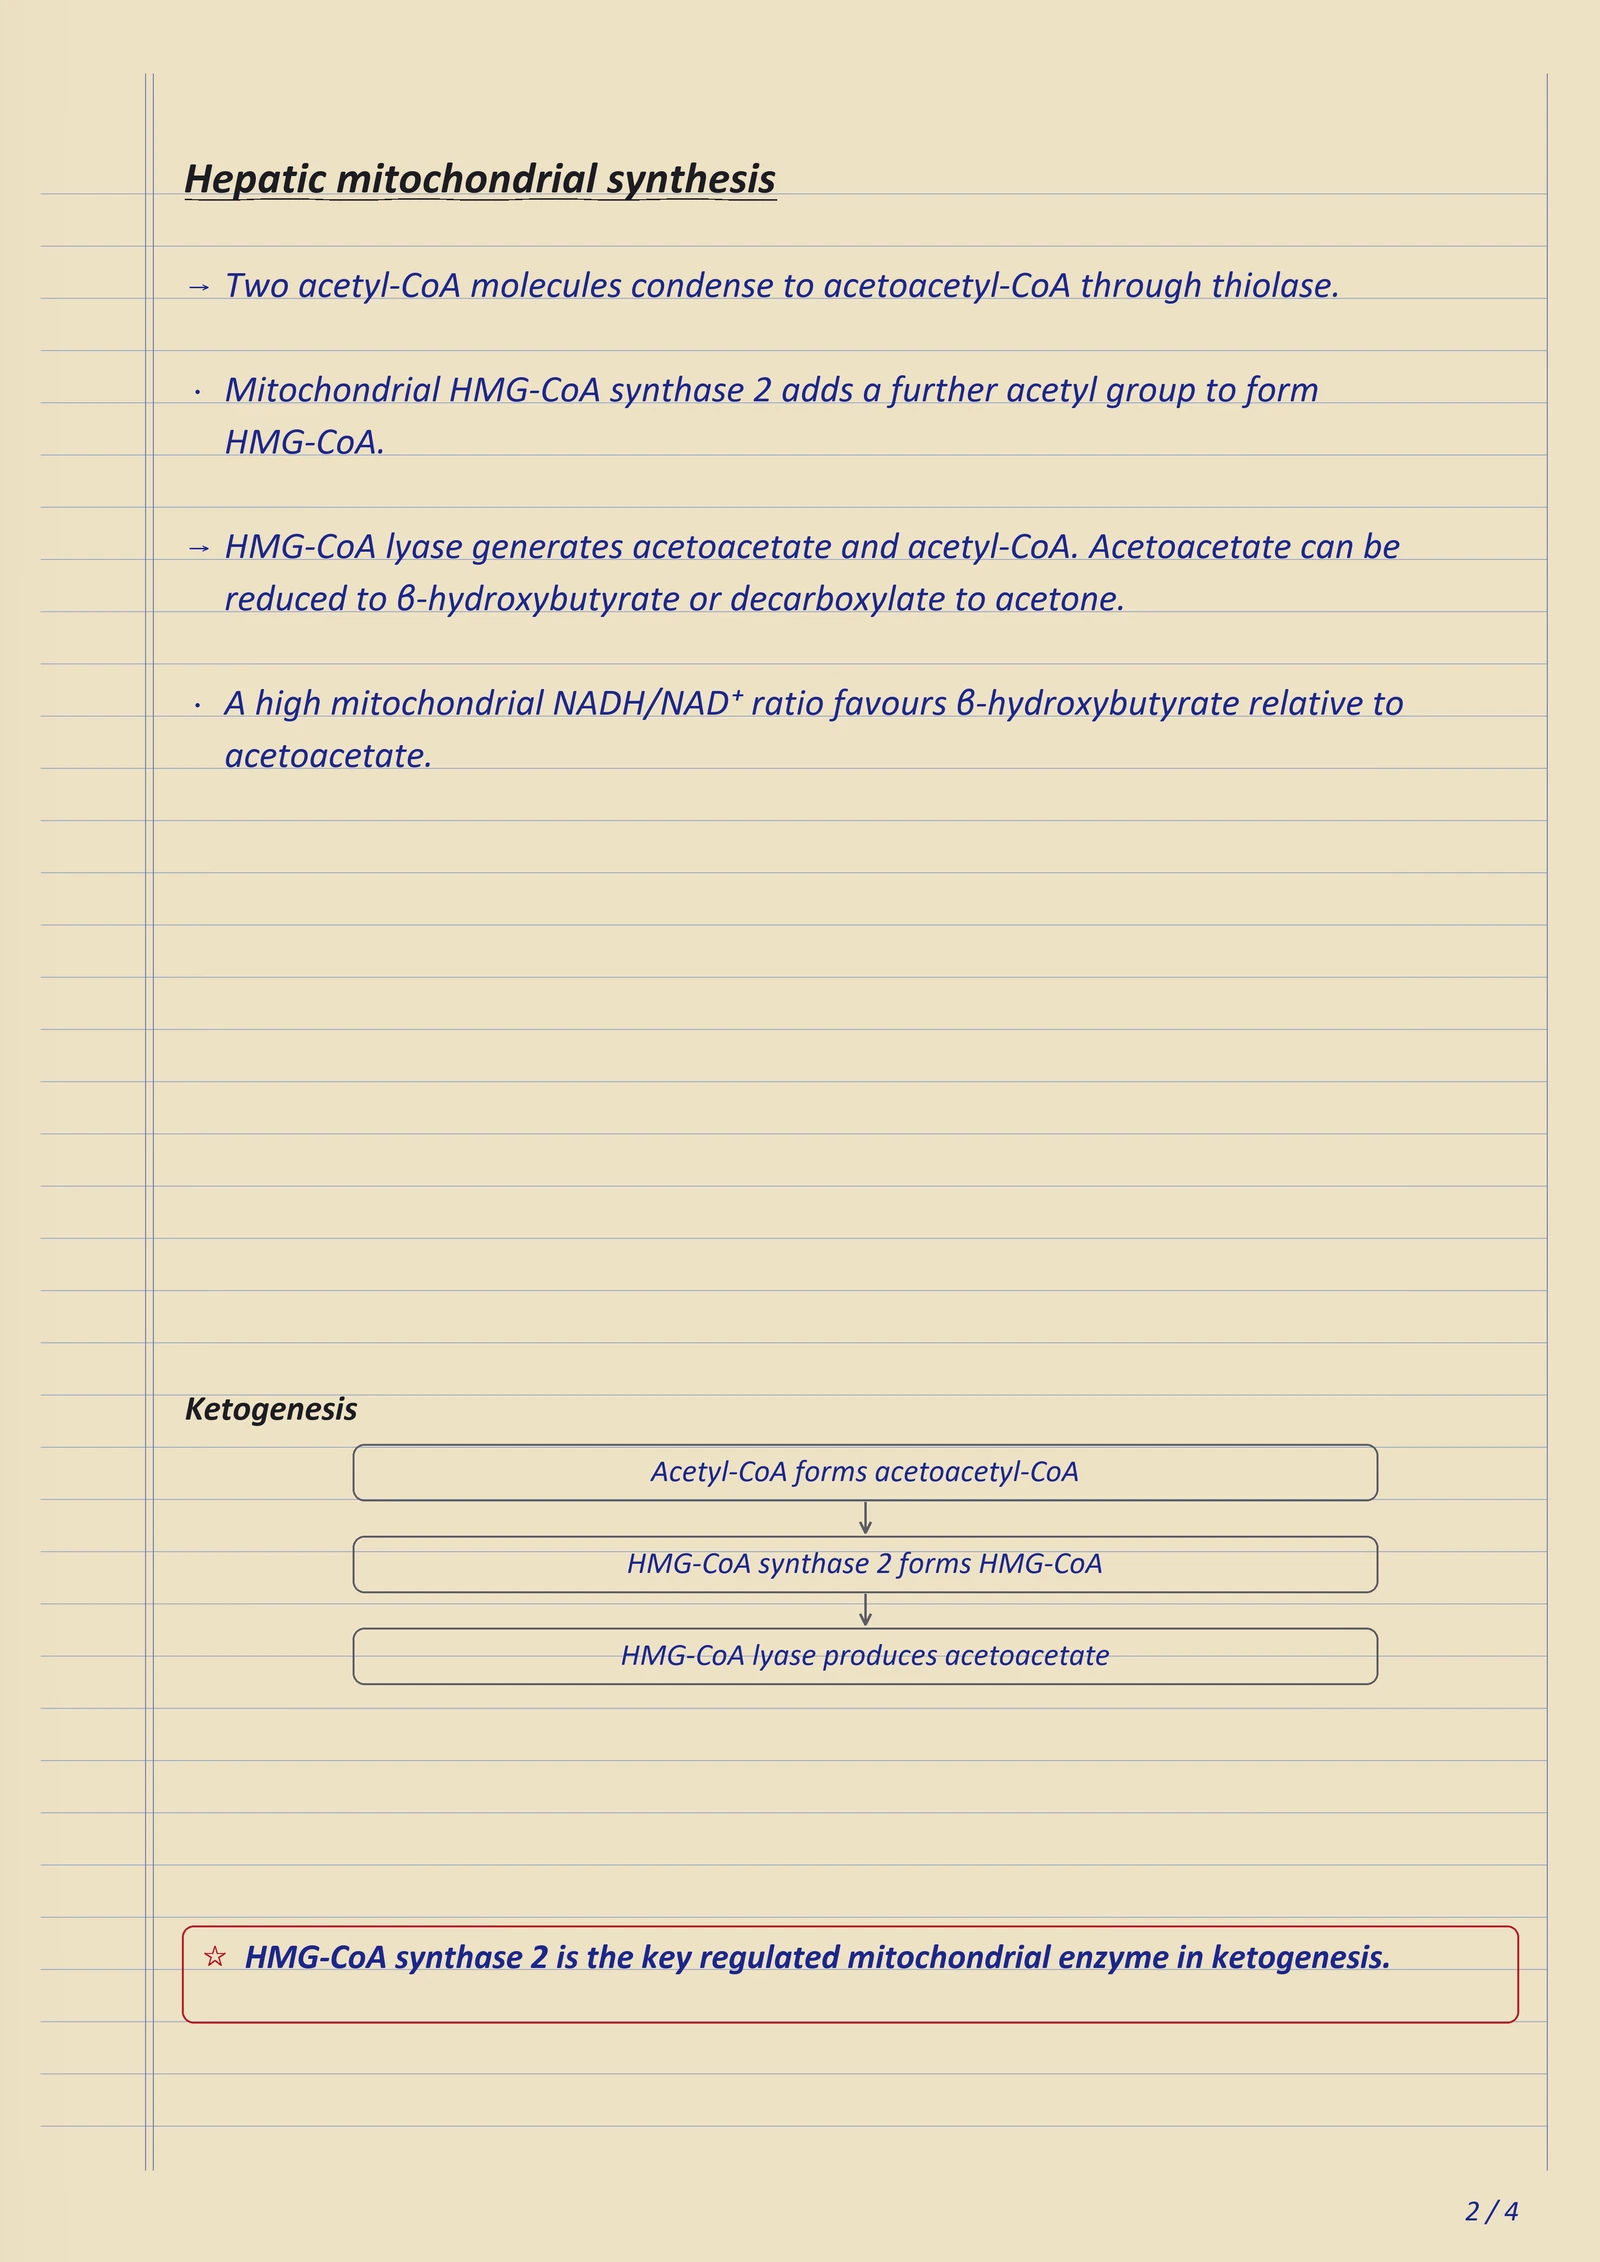 Hepatic mitochondrial synthesis
→ Two acetyl-CoA molecules condense to acetoacetyl-CoA through thiolase.
· Mitochondrial HMG-CoA synthase 2 adds a further acetyl group to form
HMG-CoA.
→ HMG-CoA lyase generates acetoacetate and acetyl-CoA. Acetoacetate can be
reduced to β-hydroxybutyrate or decarboxylate to acetone.
· A high mitochondrial NADH/NAD⁺ ratio favours β-hydroxybutyrate relative to
acetoacetate.
Ketogenesis
Acetyl-CoA forms acetoacetyl-CoA
HMG-CoA synthase 2 forms HMG-CoA
HMG-CoA lyase produces acetoacetate
☆ HMG-CoA synthase 2 is the key regulated mitochondrial enzyme in ketogenesis.
2 / 4